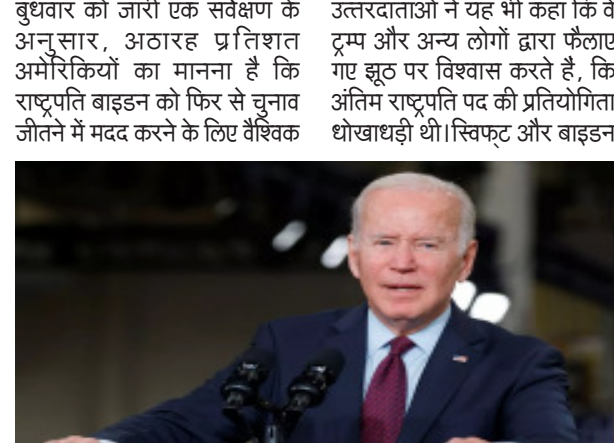 बुधवार को जारी एक सर्वेक्षण के
अनुसार, अठारह प्रतिशत
अमेरिकियों का मानना है कि
राष्ट्रपति बाइडन को फिर से चुनाव
जीतने में मदद करने के लिए वैश्विक
उत्तरदाताओं ने यह भी कहा कि वे
ट्रम्प और अन्य लोगों द्वारा फैलाए
गए झूठ पर विश्वास करते है, कि
अंतिम राष्ट्रपति पद की प्रतियोगिता
धोखाधड़ी थी।स्विफ्ट और बाइडन